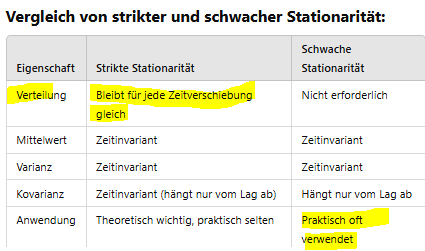 Vergleich von strikter und schwacher Stationarität:
Eigenschaft Strikte Stationarität Schwache Stationarität
Verteilung Bleibt für jede Zeitverschiebung gleich Nicht erforderlich
Mittelwert Zeitinvariant Zeitinvariant
Varianz Zeitinvariant Zeitinvariant
Kovarianz Zeitinvariant (hängt nur vom Lag ab) Hängt nur vom Lag ab
Anwendung Theoretisch wichtig, praktisch selten Praktisch oft verwendet